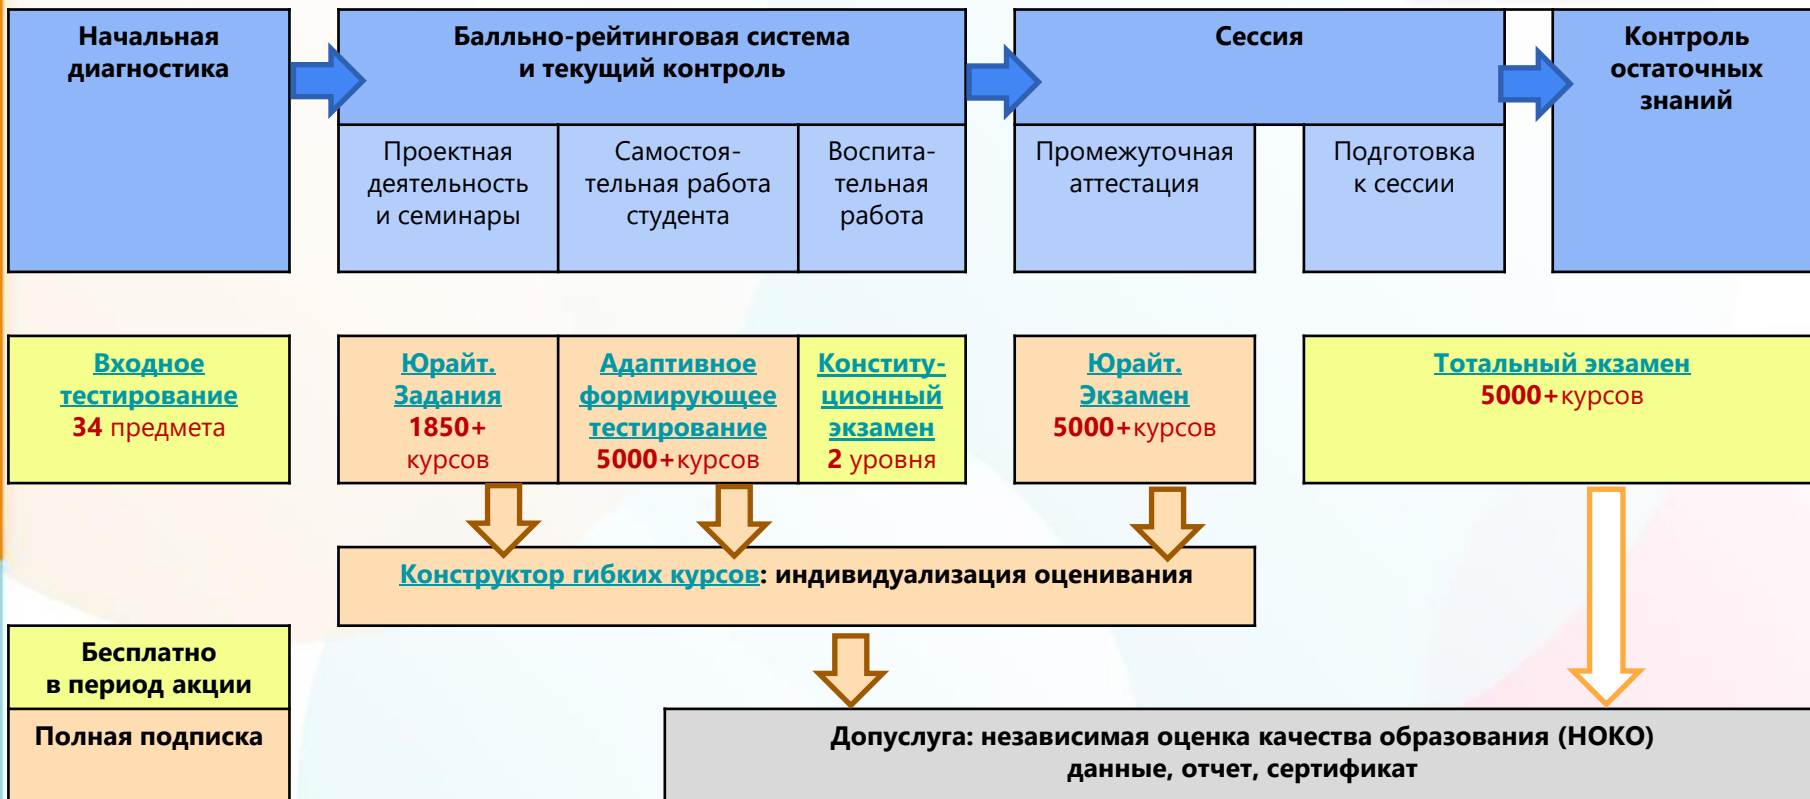 Начальная
диагностика
Балльно-рейтинговая система
и текущий контроль
Сессия
Контроль
остаточных
знаний
Проектная
деятельность
и семинары
Самостоя-
тельная работа
студента
Воспита-
тельная
работа
Промежуточная
аттестация
Подготовка
к сессии
Входное
тестирование
34 предмета
Юрайт.
Задания
1850+
курсов
Адаптивное
формирующее
тестирование
5000+курсов
Конститу-
ционный
экзамен
2 уровня
Юрайт.
Экзамен
5000+курсов
Тотальный экзамен
5000+курсов
Конструктор гибких курсов: индивидуализация оценивания
Бесплатно
в период акции
Полная подписка
Допуслуга: независимая оценка качества образования (НОКО)
данные, отчет, сертификат